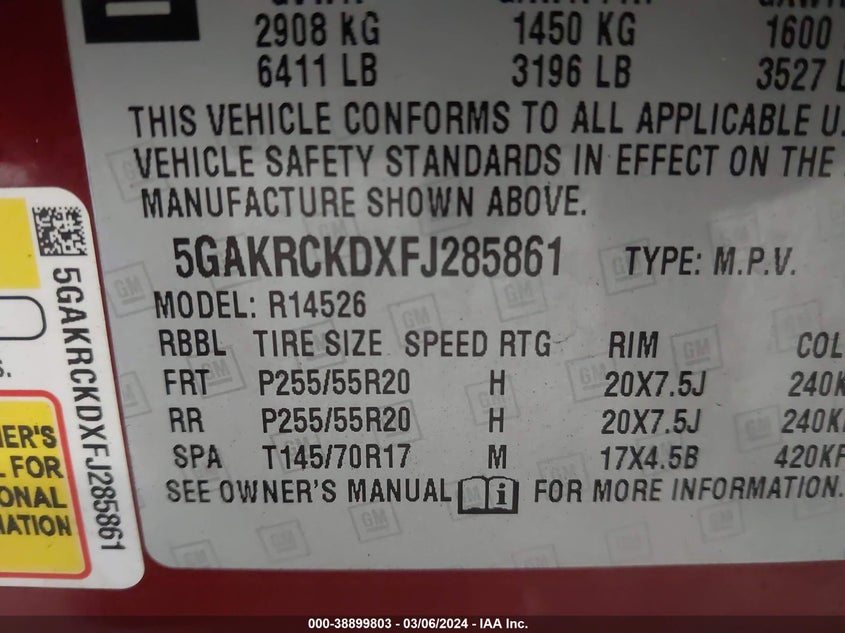 2908 KG 1450 KG 1600
6411 LB 3196 LB 3527 L
THIS VEHICLE CONFORMS TO ALL APPLICABLE U.
VEHICLE SAFETY STANDARDS IN EFFECT ON THE
MANUFACTURE SHOWN ABOVE.
5GAKRCKDXFJ285861 TYPE: M.P.V.
MODEL: R14526
RBBL TIRE SIZE SPEED RTG RIM COL
FRT P255/55R20 H 20X7.5J 240K
RR P255/55R20 H 20X7.5J 240KP
SPA T145/70R17 M 17X4.5B 420KP
SEE OWNER'S MANUAL i FOR MORE INFORMATION.
5GAKRCKDXFJ285861
S.
NER'S
L FOR
ONAL
MATION
GM
000-38899803 - 03/06/2024 - IAA Inc.